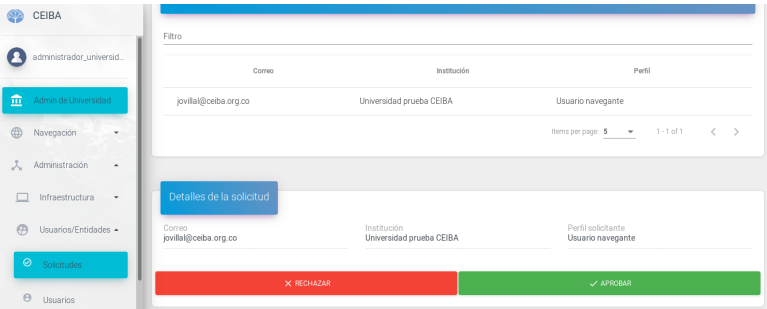 CEIBA
administrador_universid...
Admin de Universidad
Navegación
Administración
Infraestructura
Usuarios/Entidades
Solicitudes
Usuarios
Filtro
Correo Institución Perfil
jovillal@ceiba.org.co Universidad prueba CEIBA Usuario navegante
Items per page: 5 1 - 1 of 1
Detalles de la solicitud
Correo Institución Perfil solicitante
jovillal@ceiba.org.co Universidad prueba CEIBA Usuario navegante
RECHAZAR APROBAR